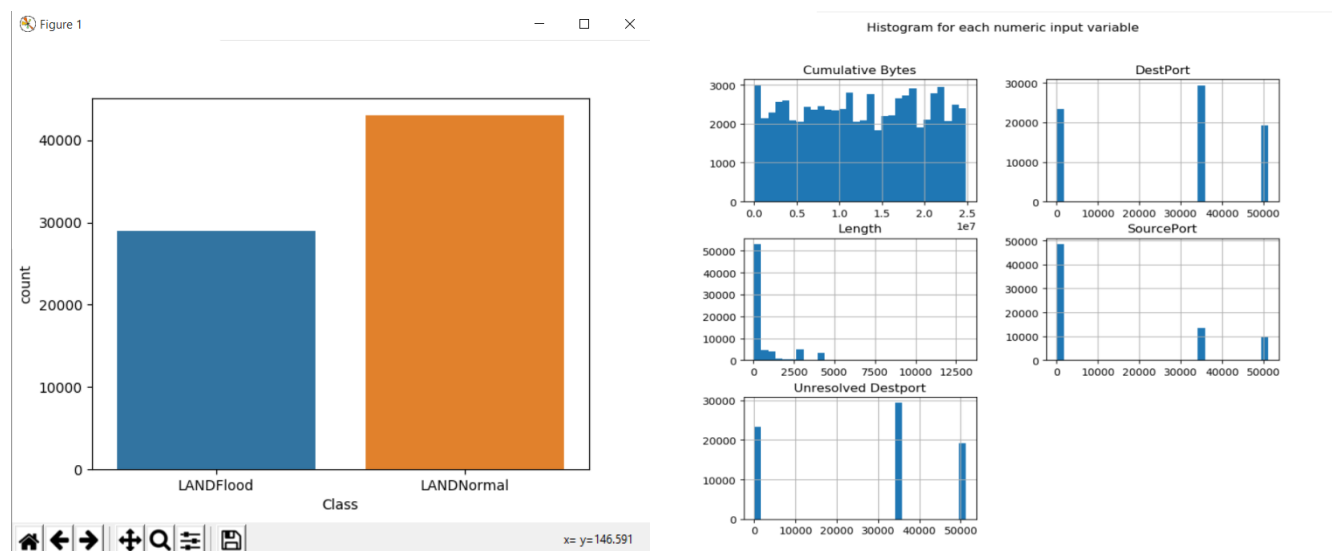 Figure 1
count
40000
30000
20000
10000
0
LANDFlood LANDNormal
Class
x= y=146.591
Histogram for each numeric input variable
Cumulative Bytes
3000
2000
1000
0
0.0 0.5 1.0 1.5 2.0 2.5
1e7
DestPort
30000
20000
10000
0
0 10000 20000 30000 40000 50000
Length
50000
40000
30000
20000
10000
0
0 2500 5000 7500 10000 12500
SourcePort
50000
40000
30000
20000
10000
0
0 10000 20000 30000 40000 50000
Unresolved Destport
30000
20000
10000
0
0 10000 20000 30000 40000 50000